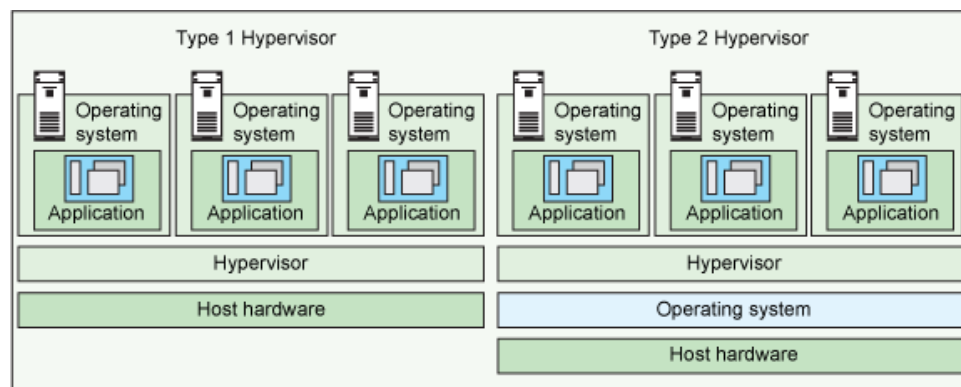 Type 1 Hypervisor
Operating
system
Application
Operating
system
Application
Operating
system
Application
Hypervisor
Host hardware
Type 2 Hypervisor
Operating
system
Application
Operating
system
Application
Operating
system
Application
Hypervisor
Operating system
Host hardware